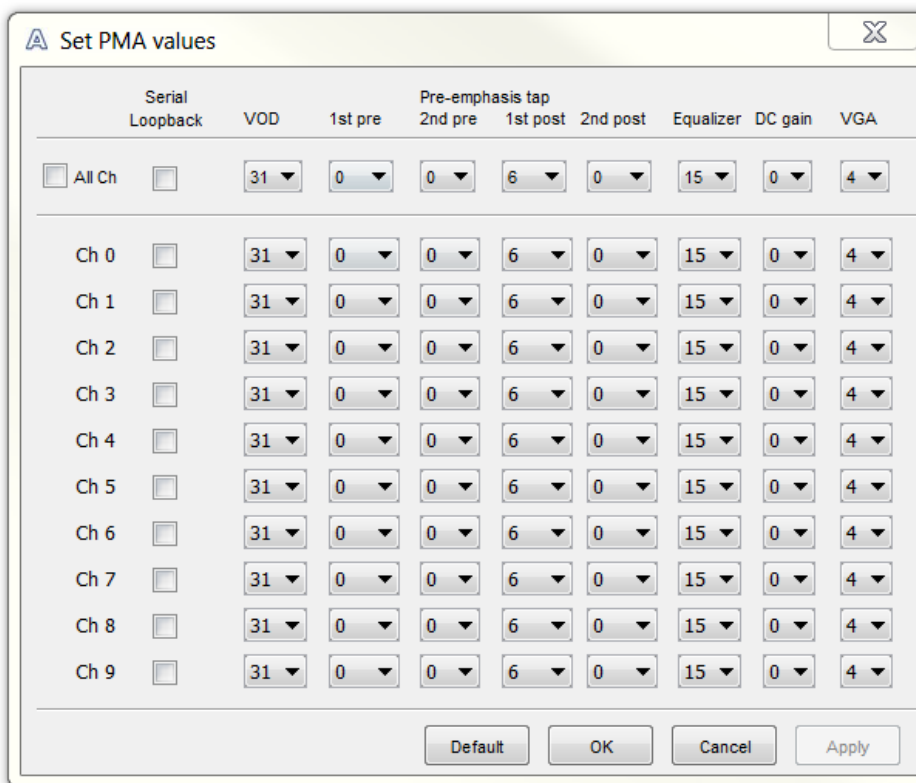 Set PMA values
Serial Pre-emphasis tap
Loopback VOD 1st pre 2nd pre 1st post 2nd post Equalizer DC gain VGA
All Ch 31 0 0 6 0 15 0 4
Ch 0 31 0 0 6 0 15 0 4
Ch 1 31 0 0 6 0 15 0 4
Ch 2 31 0 0 6 0 15 0 4
Ch 3 31 0 0 6 0 15 0 4
Ch 4 31 0 0 6 0 15 0 4
Ch 5 31 0 0 6 0 15 0 4
Ch 6 31 0 0 6 0 15 0 4
Ch 7 31 0 0 6 0 15 0 4
Ch 8 31 0 0 6 0 15 0 4
Ch 9 31 0 0 6 0 15 0 4
Default OK Cancel Apply